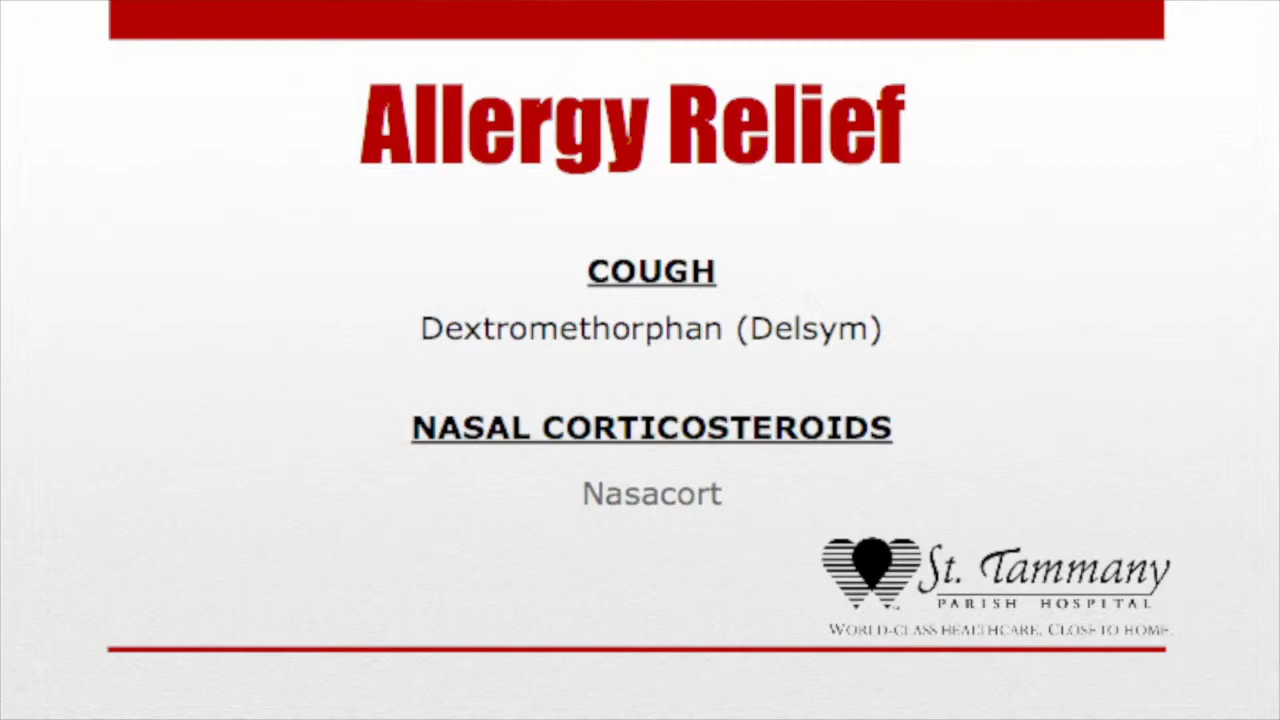 Allergy Relief
COUGH
Dextromethorphan (Delsym)
NASAL CORTICOSTEROIDS
Nasacort
St. Tammany
PARISH HOSPITAL
WORLD-CLASS HEALTHCARE. CLOSE TO HOME.